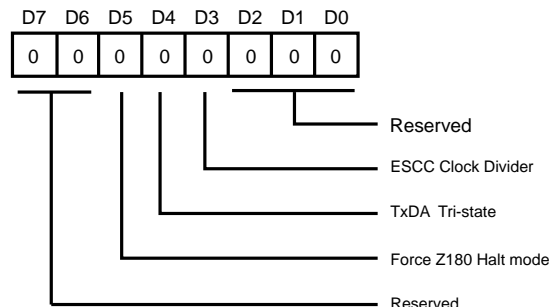 D7 D6 D5 D4 D3 D2 D1 D0
0 0 0 0 0 0 0 0
Reserved
ESCC Clock Divider
TxDA Tri-state
Force Z180 Halt mode
Reserved